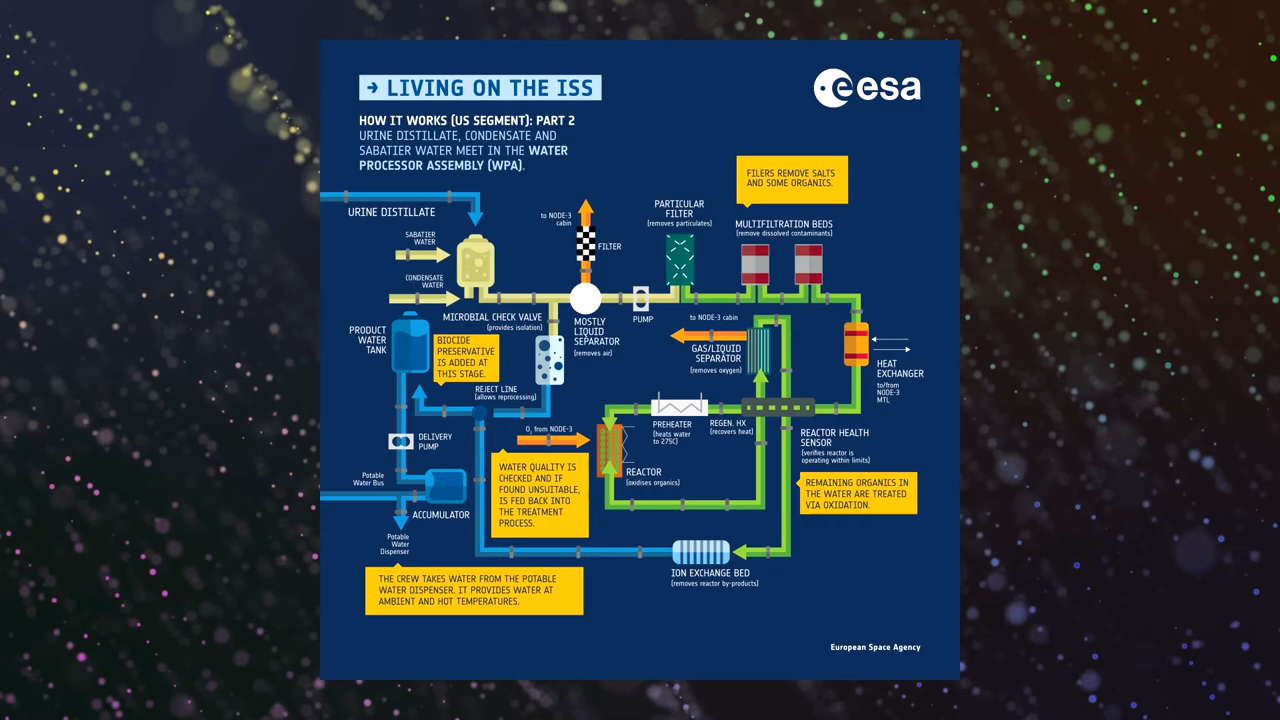 → LIVING ON THE ISS
esa
HOW IT WORKS (US SEGMENT): PART 2
URINE DISTILLATE, CONDENSATE AND
SABATIER WATER MEET IN THE WATER
PROCESSOR ASSEMBLY (WPA).
FILERS REMOVE SALTS
AND SOME ORGANICS.
URINE DISTILLATE
to NODE-3
cabin
FILTER
PARTICULAR
FILTER
(removes particulates)
MULTIFILTRATION BEDS
(remove dissolved contaminants)
SABATIER
WATER
CONDENSATE
WATER
MICROBIAL CHECK VALVE
(provides isolation)
MOSTLY
LIQUID
SEPARATOR
(removes air)
PUMP
to NODE-3 cabin
GAS/LIQUID
SEPARATOR
(removes oxygen)
HEAT
EXCHANGER
to/from
NODE-3
MTL
PRODUCT
WATER
TANK
BIOCIDE
PRESERVATIVE
IS ADDED AT
THIS STAGE.
REJECT LINE
(allows reprocessing)
O₂ from NODE-3
PREHEATER
(heats water
to 275C)
REGEN. HX
(recovers heat)
REACTOR HEALTH
SENSOR
(verifies reactor is
operating within limits)
DELIVERY
PUMP
REACTOR
(oxidises organics)
WATER QUALITY IS
CHECKED AND IF
FOUND UNSUITABLE,
IS FED BACK INTO
THE TREATMENT
PROCESS.
REMAINING ORGANICS IN
THE WATER ARE TREATED
VIA OXIDATION.
Potable
Water Bus
ACCUMULATOR
Potable
Water
Dispenser
ION EXCHANGE BED
(removes reactor by-products)
THE CREW TAKES WATER FROM THE POTABLE
WATER DISPENSER. IT PROVIDES WATER AT
AMBIENT AND HOT TEMPERATURES.
European Space Agency